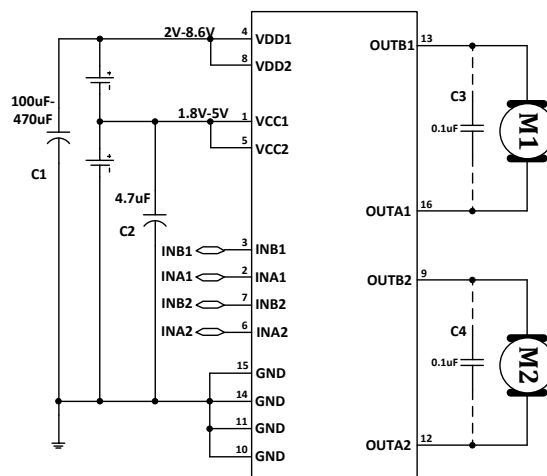 2V-8.6V
4
VDD1
8
VDD2
100uF-
470uF
C1
1.8V-5V
1
VCC1
5
VCC2
4.7uF
C2
INB1
3
INB1
INA1
2
INA1
INB2
7
INB2
INA2
6
INA2
15
GND
14
GND
11
GND
10
GND
OUTB1
13
C3
0.1uF
M1
OUTA1
16
OUTB2
9
C4
0.1uF
M2
OUTA2
12